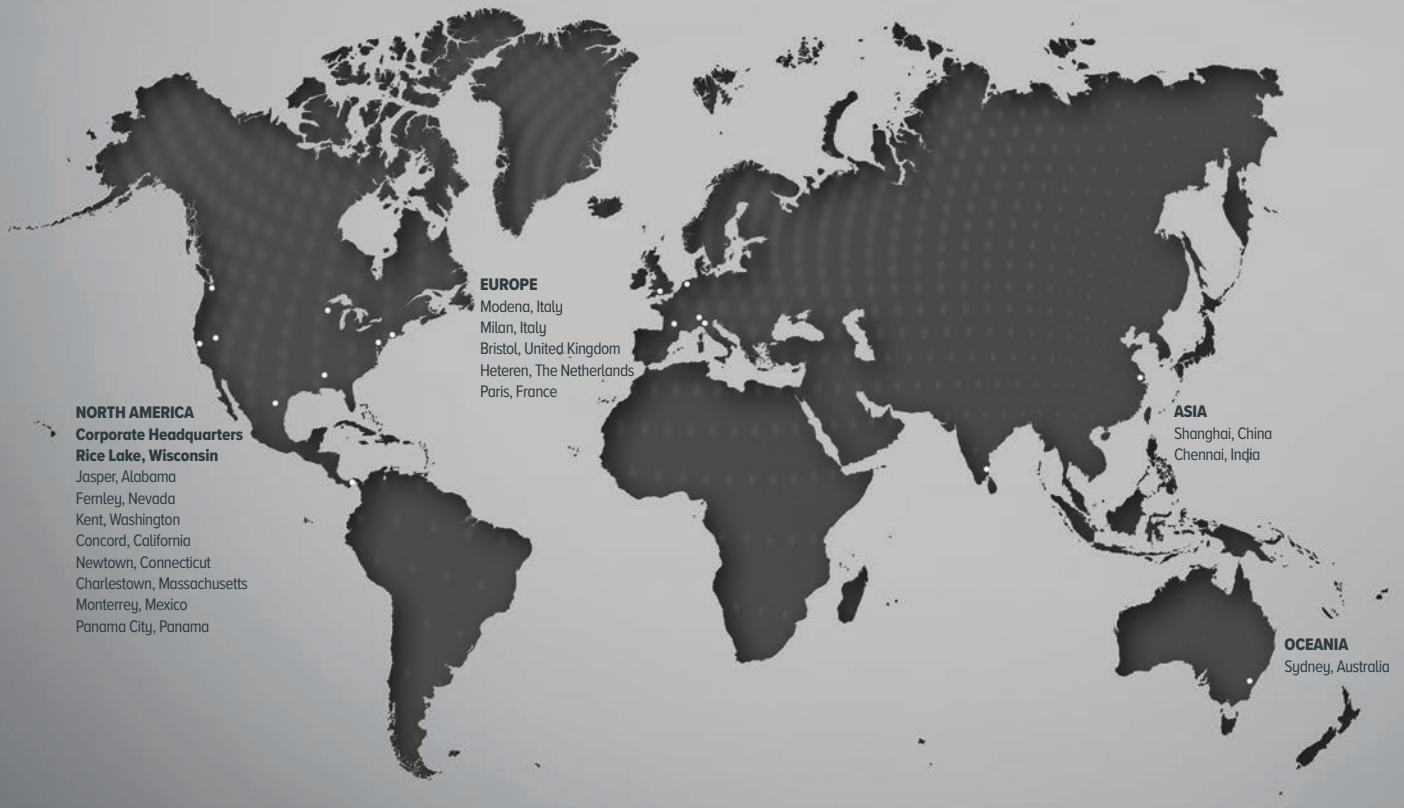 NORTH AMERICA
Corporate Headquarters
Rice Lake, Wisconsin
Jasper, Alabama
Fernley, Nevada
Kent, Washington
Concord, California
Newtown, Connecticut
Charlestown, Massachusetts
Monterrey, Mexico
Panama City, Panama
EUROPE
Modena, Italy
Milan, Italy
Bristol, United Kingdom
Heteren, The Netherlands
Paris, France
ASIA
Shanghai, China
Chennai, India
OCEANIA
Sydney, Australia